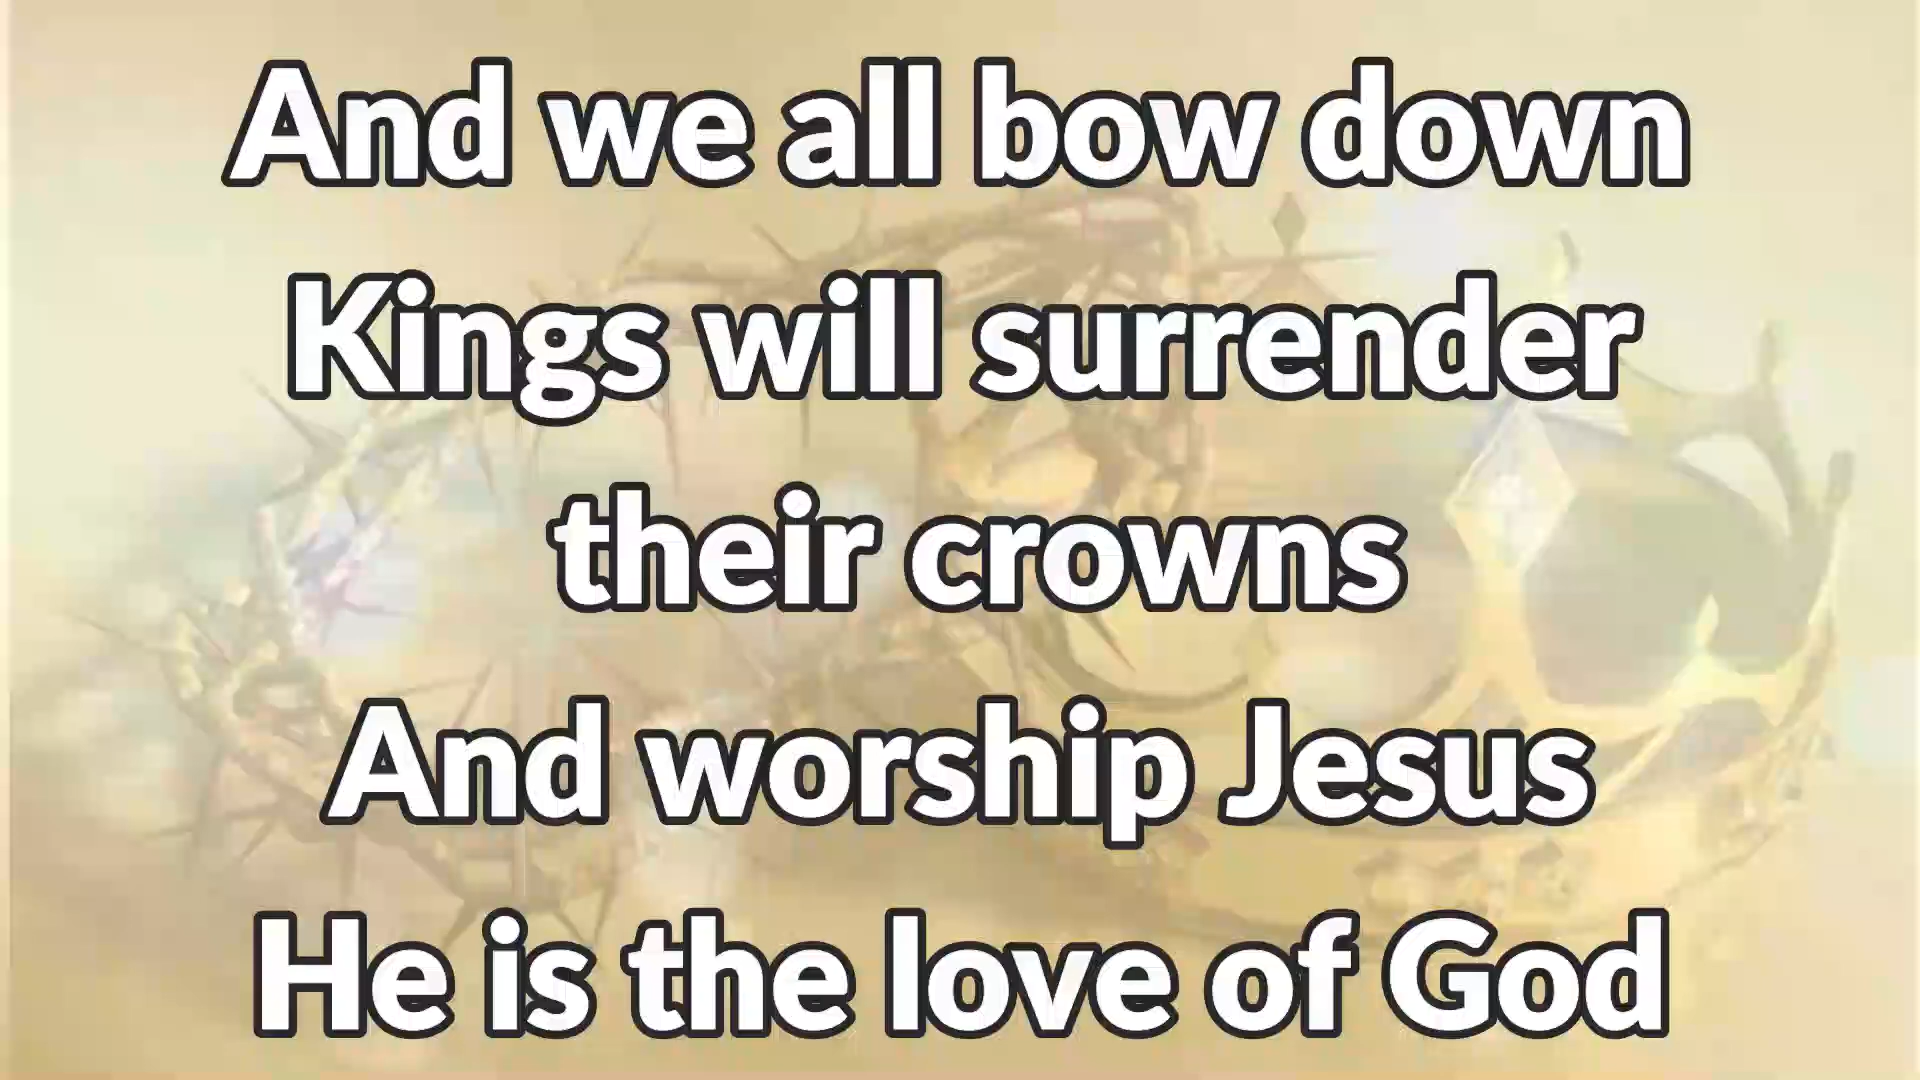 And we all bow down
Kings will surrender
their crowns
And worship Jesus
He is the love of God